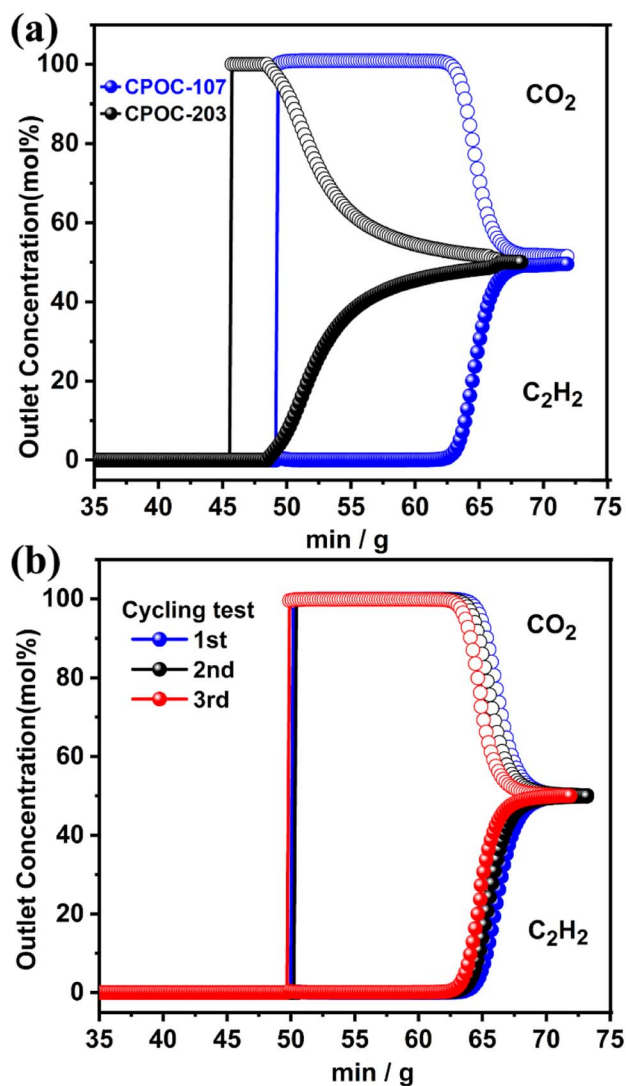 (a)
100
80
60
40
20
0
Outlet Concentration(mol%)
CPOC-107
CPOC-203
CO2
C2H2
35 40 45 50 55 60 65 70 75
min / g
(b)
100
80
60
40
20
0
Outlet Concentration(mol%)
Cycling test
1st
2nd
3rd
CO2
C2H2
35 40 45 50 55 60 65 70 75
min / g